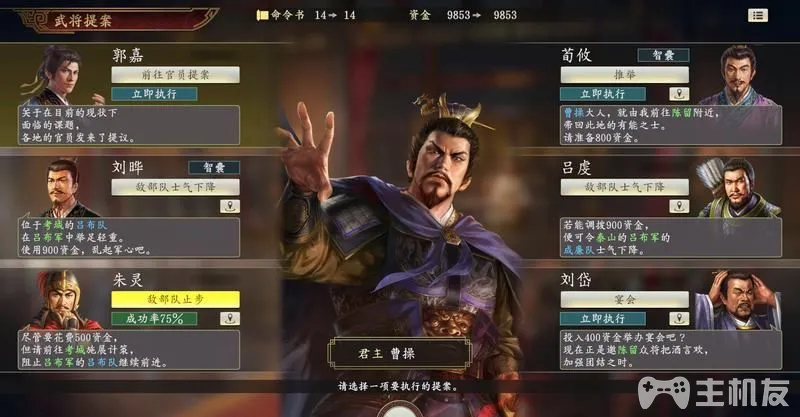 武将提案
命令书 14→14 资金 9853→ 9853
郭嘉
前往官员提案
立即执行
关于在目前的现状下
面临的课题，
各地的官员发来了提议。
荀攸 智囊
推举
立即执行
曹操大人，就由我前往陈留附近，
带回此地的有能之士。
请准备800资金。
刘晔 智囊
敌部队士气下降
位于考城的吕布队
在吕布军中举足轻重。
使用900资金，乱起军心吧。
吕虔
敌部队士气下降
若能调拨900资金，
便可令泰山的吕布军的
成廉队士气下降。
朱灵
敌部队止步
成功率75%
尽管要花费500资金，
但请前往考城施展计策，
阻止吕布军的吕布队继续前进。
刘岱
宴会
立即执行
投入400资金举办宴会吧？
现在正是邀陈留众将把酒言欢，
加强团结之时。
君主 曹操
请选择一项要执行的提案。
主机友